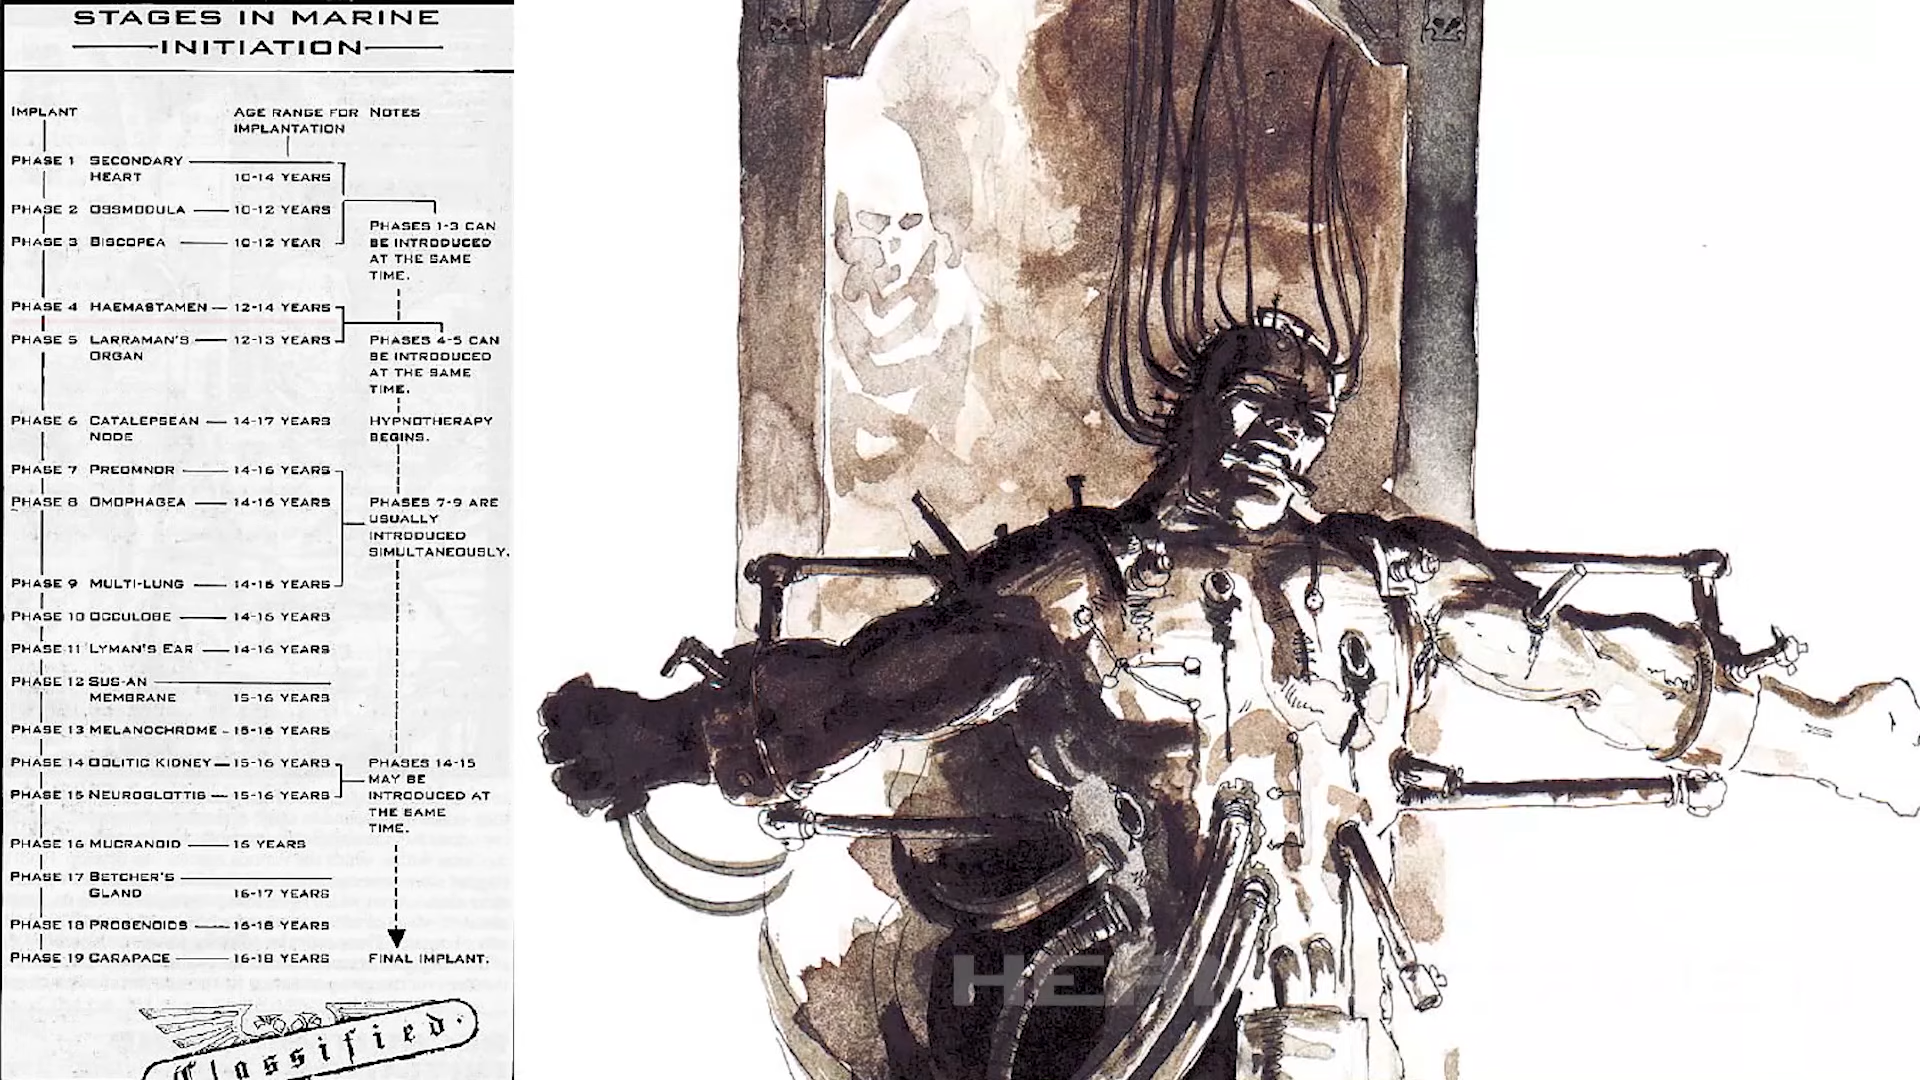 STAGES IN MARINE
INITIATION
IMPLANT
AGE RANGE FOR IMPLANTATION
NOTES
PHASE 1 SECONDARY HEART 10-14 YEARS
PHASE 2 OSSMODULA 10-12 YEARS
PHASE 3 BISCOPEA 10-12 YEAR
PHASES 1-3 CAN
BE INTRODUCED
AT THE SAME
TIME.
PHASE 4 HAEMASTAMEN 12-14 YEARS
PHASE 5 LARRAMAN'S ORGAN 12-13 YEARS
PHASES 4-5 CAN
BE INTRODUCED
AT THE SAME
TIME.
PHASE 6 CATALEPSEAN NODE 14-17 YEARS
HYPNOTHERAPY
BEGINS.
PHASE 7 PREOMNOR 14-16 YEARS
PHASE 8 OMOPHAGEA 14-16 YEARS
PHASES 7-9 ARE
USUALLY
INTRODUCED
SIMULTANEOUSLY.
PHASE 9 MULTI-LUNG 14-16 YEARS
PHASE 10 OCCULOBE 14-16 YEARS
PHASE 11 LYMAN'S EAR 14-16 YEARS
PHASE 12 SUS-AN MEMBRANE 15-16 YEARS
PHASE 13 MELANOCHROME 15-16 YEARS
PHASE 14 OOLITIC KIDNEY 15-16 YEARS
PHASE 15 NEUROGLOTTIS 15-16 YEARS
PHASES 14-15
MAY BE
INTRODUCED AT
THE SAME
TIME.
PHASE 16 MUCRANOID 16 YEARS
PHASE 17 BETCHER'S GLAND 16-17 YEARS
PHASE 18 PROGENOIDS 16-18 YEARS
PHASE 19 CARAPACE 16-18 YEARS
FINAL IMPLANT.
Classified.